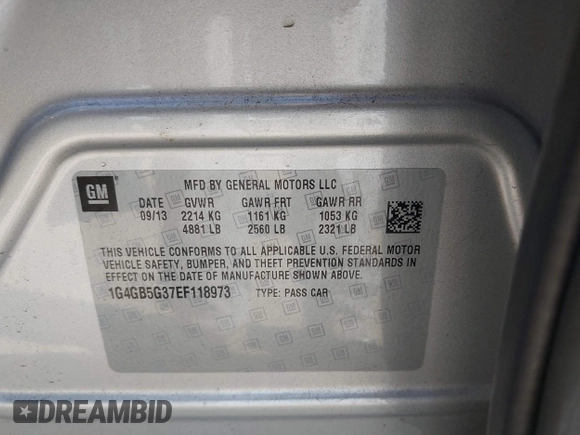 GM
MFD BY GENERAL MOTORS LLC
DATE GVWR GAWR FRT GAWR RR
09/13 2214 KG 1161 KG 1053 KG
4881 LB 2560 LB 2321 LB
THIS VEHICLE CONFORMS TO ALL APPLICABLE U.S. FEDERAL MOTOR
VEHICLE SAFETY, BUMPER, AND THEFT PREVENTION STANDARDS IN
EFFECT ON THE DATE OF MANUFACTURE SHOWN ABOVE.
1G4GB5G37EF118973 TYPE: PASS CAR
DREAMBID